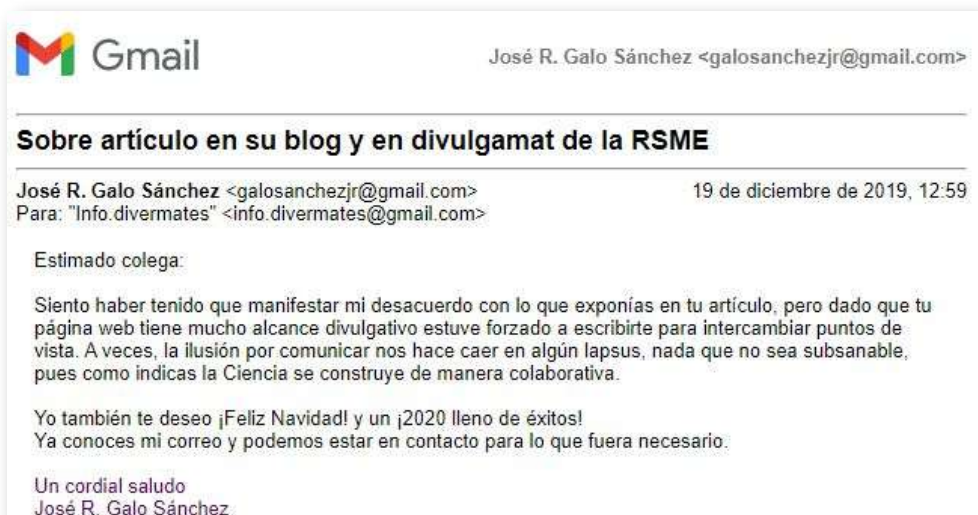 Gmail
José R. Galo Sánchez <galosanchezjr@gmail.com>
Sobre artículo en su blog y en divulgamat de la RSME
José R. Galo Sánchez <galosanchezjr@gmail.com> 19 de diciembre de 2019, 12:59
Para: "Info.divermates" <info.divermates@gmail.com>
Estimado colega:
Siento haber tenido que manifestar mi desacuerdo con lo que exponías en tu artículo, pero dado que tu
página web tiene mucho alcance divulgativo estuve forzado a escribirte para intercambiar puntos de
vista. A veces, la ilusión por comunicar nos hace caer en algún lapsus, nada que no sea subsanable,
pues como indicas la Ciencia se construye de manera colaborativa.
Yo también te deseo ¡Feliz Navidad! y un ¡2020 lleno de éxitos!
Ya conoces mi correo y podemos estar en contacto para lo que fuera necesario.
Un cordial saludo
José R. Galo Sánchez